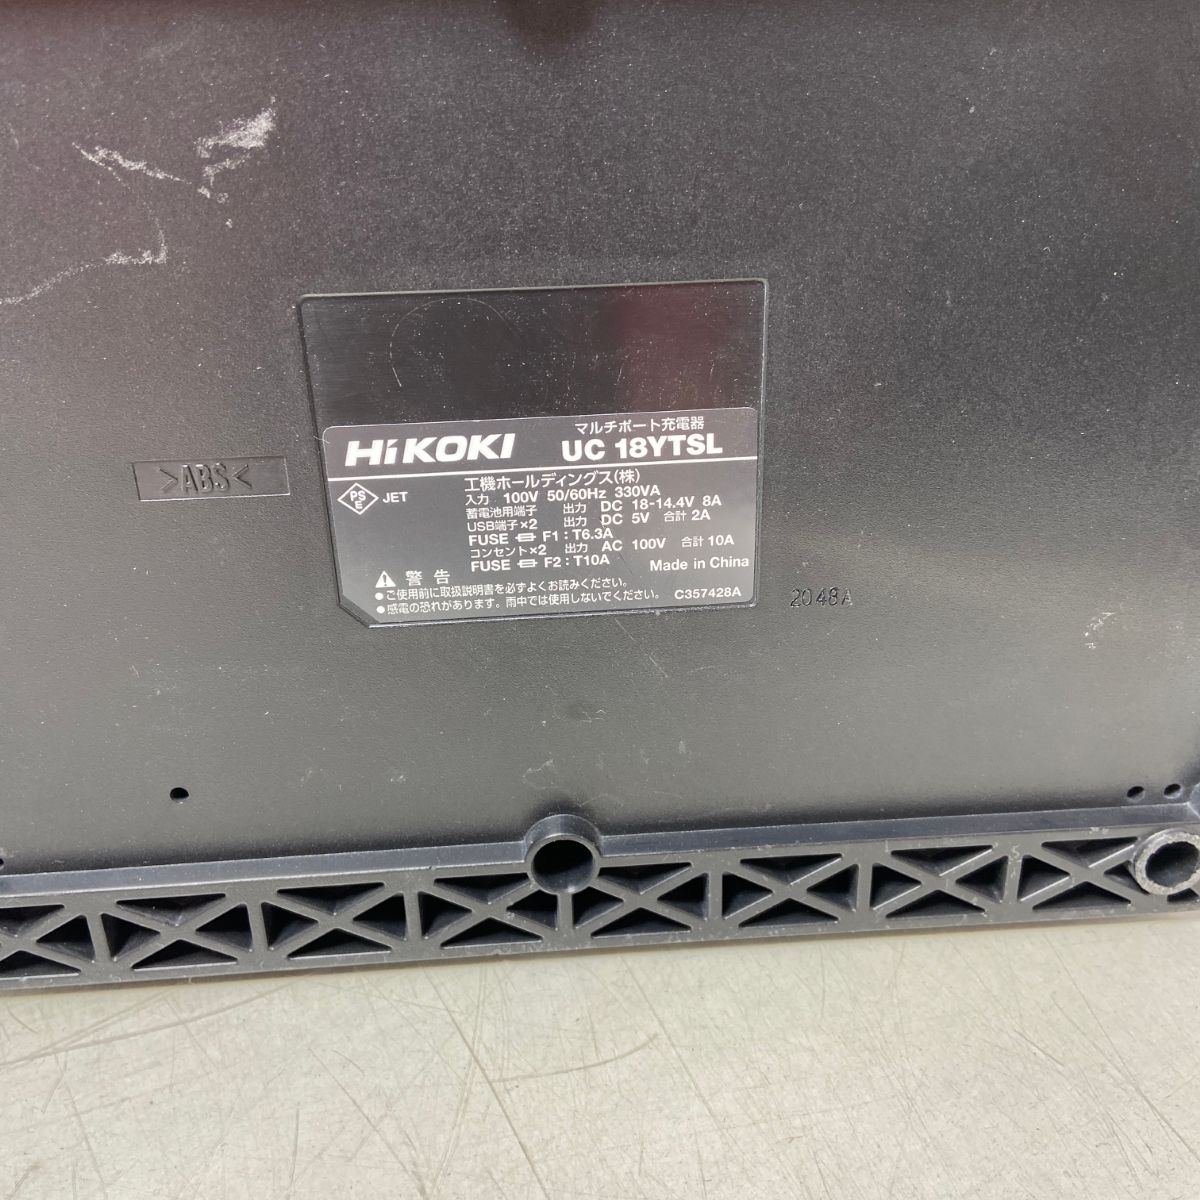 マルチポート充電器
HiKOKI UC 18YTSL
工機ホールディングス(株)
PS E JET
入力 100V 50/60Hz 330VA
蓄電池用端子 出力 DC 18-14.4V 8A
USB端子×2 出力 DC 5V 合計 2A
FUSE F1 : T6.3A
コンセント×2 出力 AC 100V 合計 10A
FUSE F2 : T10A Made in China
警告
●ご使用前に取扱説明書を必ずよくお読みください。
●感電の恐れがあります。雨中では使用しないでください。 C357428A
>ABS<
2048A